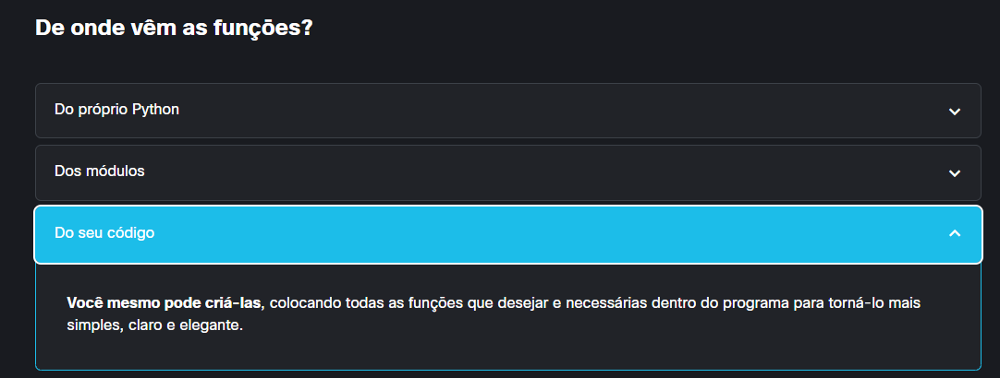 De onde vêm as funções?
Do próprio Python
Dos módulos
Do seu código
Você mesmo pode criá-las, colocando todas as funções que desejar e necessárias dentro do programa para torná-lo mais
simples, claro e elegante.